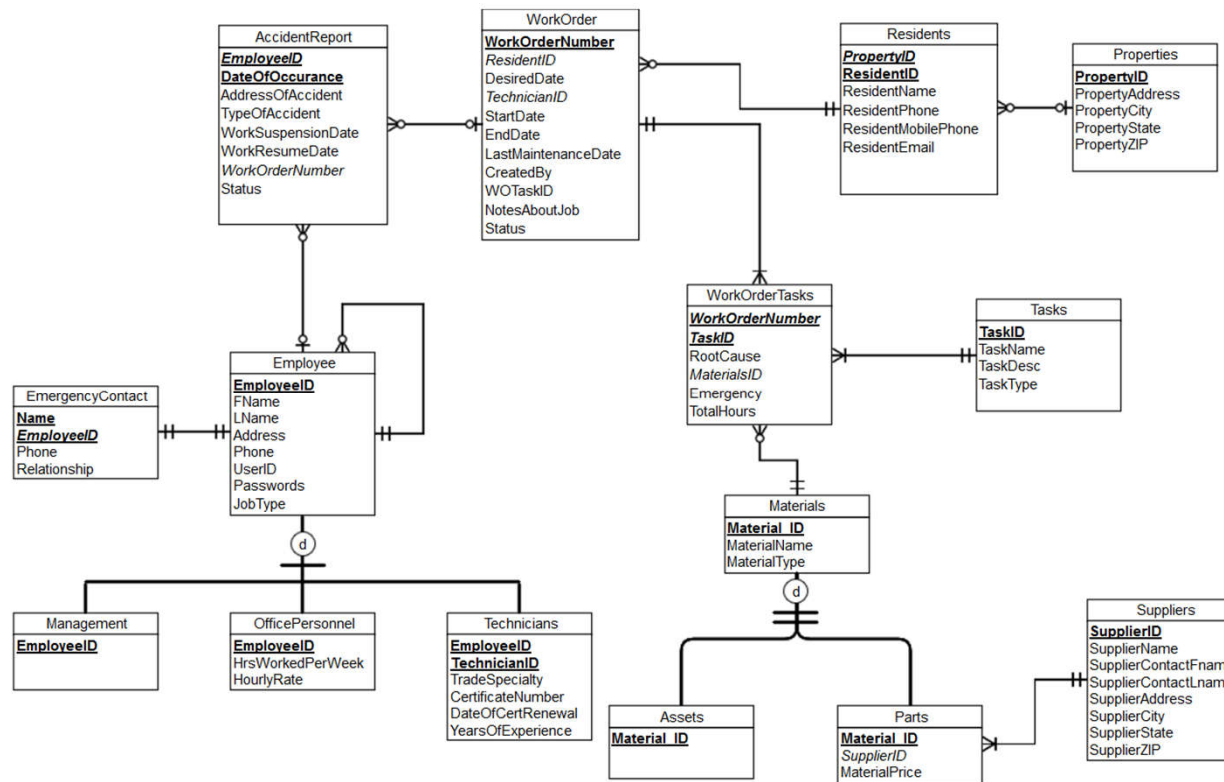 WorkOrder
WorkOrderNumber
ResidentID
DesiredDate
TechnicianID
StartDate
EndDate
LastMaintenanceDate
CreatedBy
WOTaskID
NotesAboutJob
Status
AccidentReport
EmployeeID
DateOfOccurance
AddressOfAccident
TypeOfAccident
WorkSuspensionDate
WorkResumeDate
WorkOrderNumber
Status
Residents
PropertyID
ResidentID
ResidentName
ResidentPhone
ResidentMobilePhone
ResidentEmail
Properties
PropertyID
PropertyAddress
PropertyCity
PropertyState
PropertyZIP
WorkOrderTasks
WorkOrderNumber
TaskID
RootCause
MaterialsID
Emergency
TotalHours
Tasks
TaskID
TaskName
TaskDesc
TaskType
Employee
EmployeeID
FName
LName
Address
Phone
UserID
Passwords
JobType
EmergencyContact
Name
EmployeeID
Phone
Relationship
Materials
Material_ID
MaterialName
MaterialType
d
d
Management
EmployeeID
OfficePersonnel
EmployeeID
HrsWorkedPerWeek
HourlyRate
Technicians
EmployeeID
TechnicianID
TradeSpecialty
CertificateNumber
DateOfCertRenewal
YearsOfExperience
Assets
Material_ID
Parts
Material_ID
SupplierID
MaterialPrice
Suppliers
SupplierID
SupplierName
SupplierContactFname
SupplierContactLname
SupplierAddress
SupplierCity
SupplierState
SupplierZIP